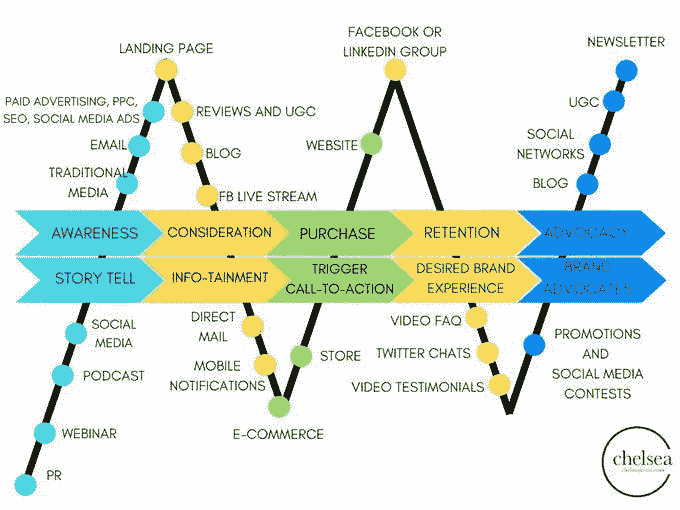 LANDING PAGE
FACEBOOK OR
LINKEDIN GROUP
NEWSLETTER
PAID ADVERTISING, PPC,
SEO, SOCIAL MEDIA ADS
REVIEWS AND UGC
UGC
EMAIL
BLOG
WEBSITE
SOCIAL
NETWORKS
TRADITIONAL
MEDIA
FB LIVE STREAM
BLOG
AWARENESS
CONSIDERATION
PURCHASE
RETENTION
ADVOCACY
STORY TELL
INFO-TAINMENT
TRIGGER
CALL-TO-ACTION
DESIRED BRAND
EXPERIENCE
BRAND
ADVOCATES
SOCIAL
MEDIA
DIRECT
MAIL
VIDEO FAQ
PROMOTIONS
AND
SOCIAL MEDIA
CONTESTS
PODCAST
MOBILE
NOTIFICATIONS
STORE
TWITTER CHATS
VIDEO TESTIMONIALS
WEBINAR
E-COMMERCE
PR
chelsea